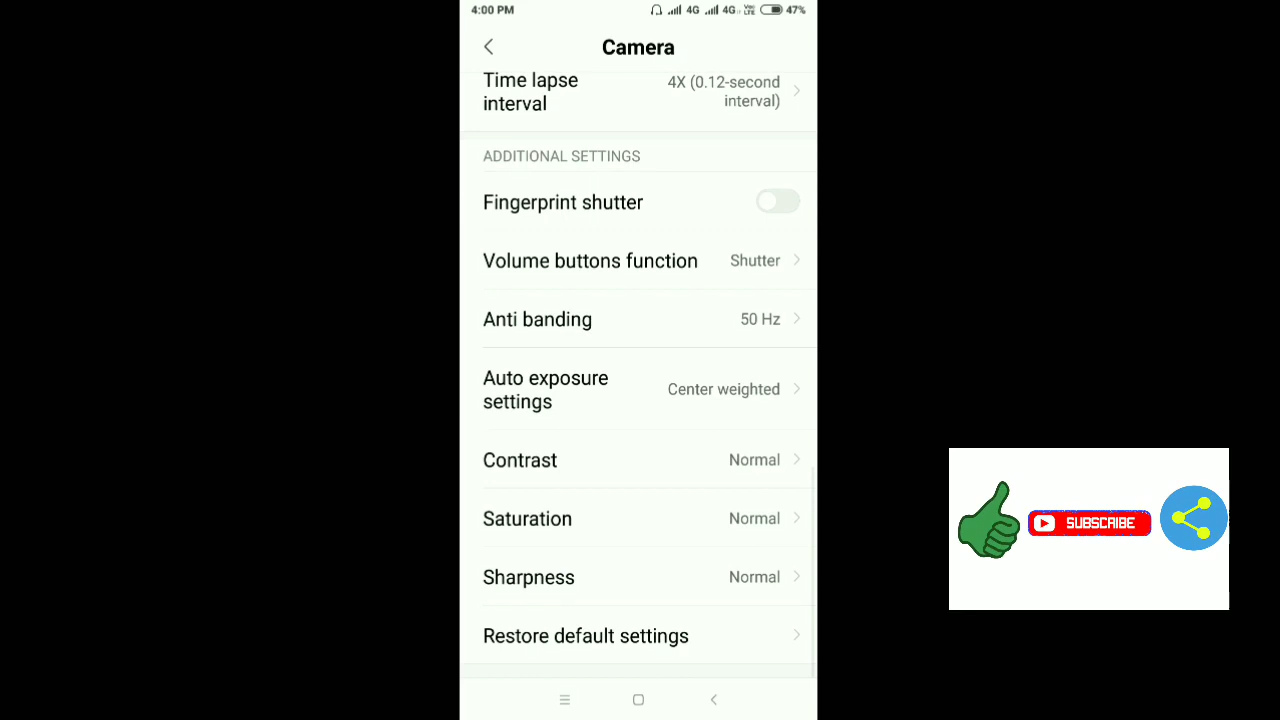 4:00 PM 4G 4G VoLTE 47%
Camera
Time lapse
interval
4X (0.12-second
interval)
ADDITIONAL SETTINGS
Fingerprint shutter
Volume buttons function Shutter
Anti banding 50 Hz
Auto exposure
settings
Center weighted
Contrast Normal
Saturation Normal
SUBSCRIBE
Sharpness Normal
Restore default settings